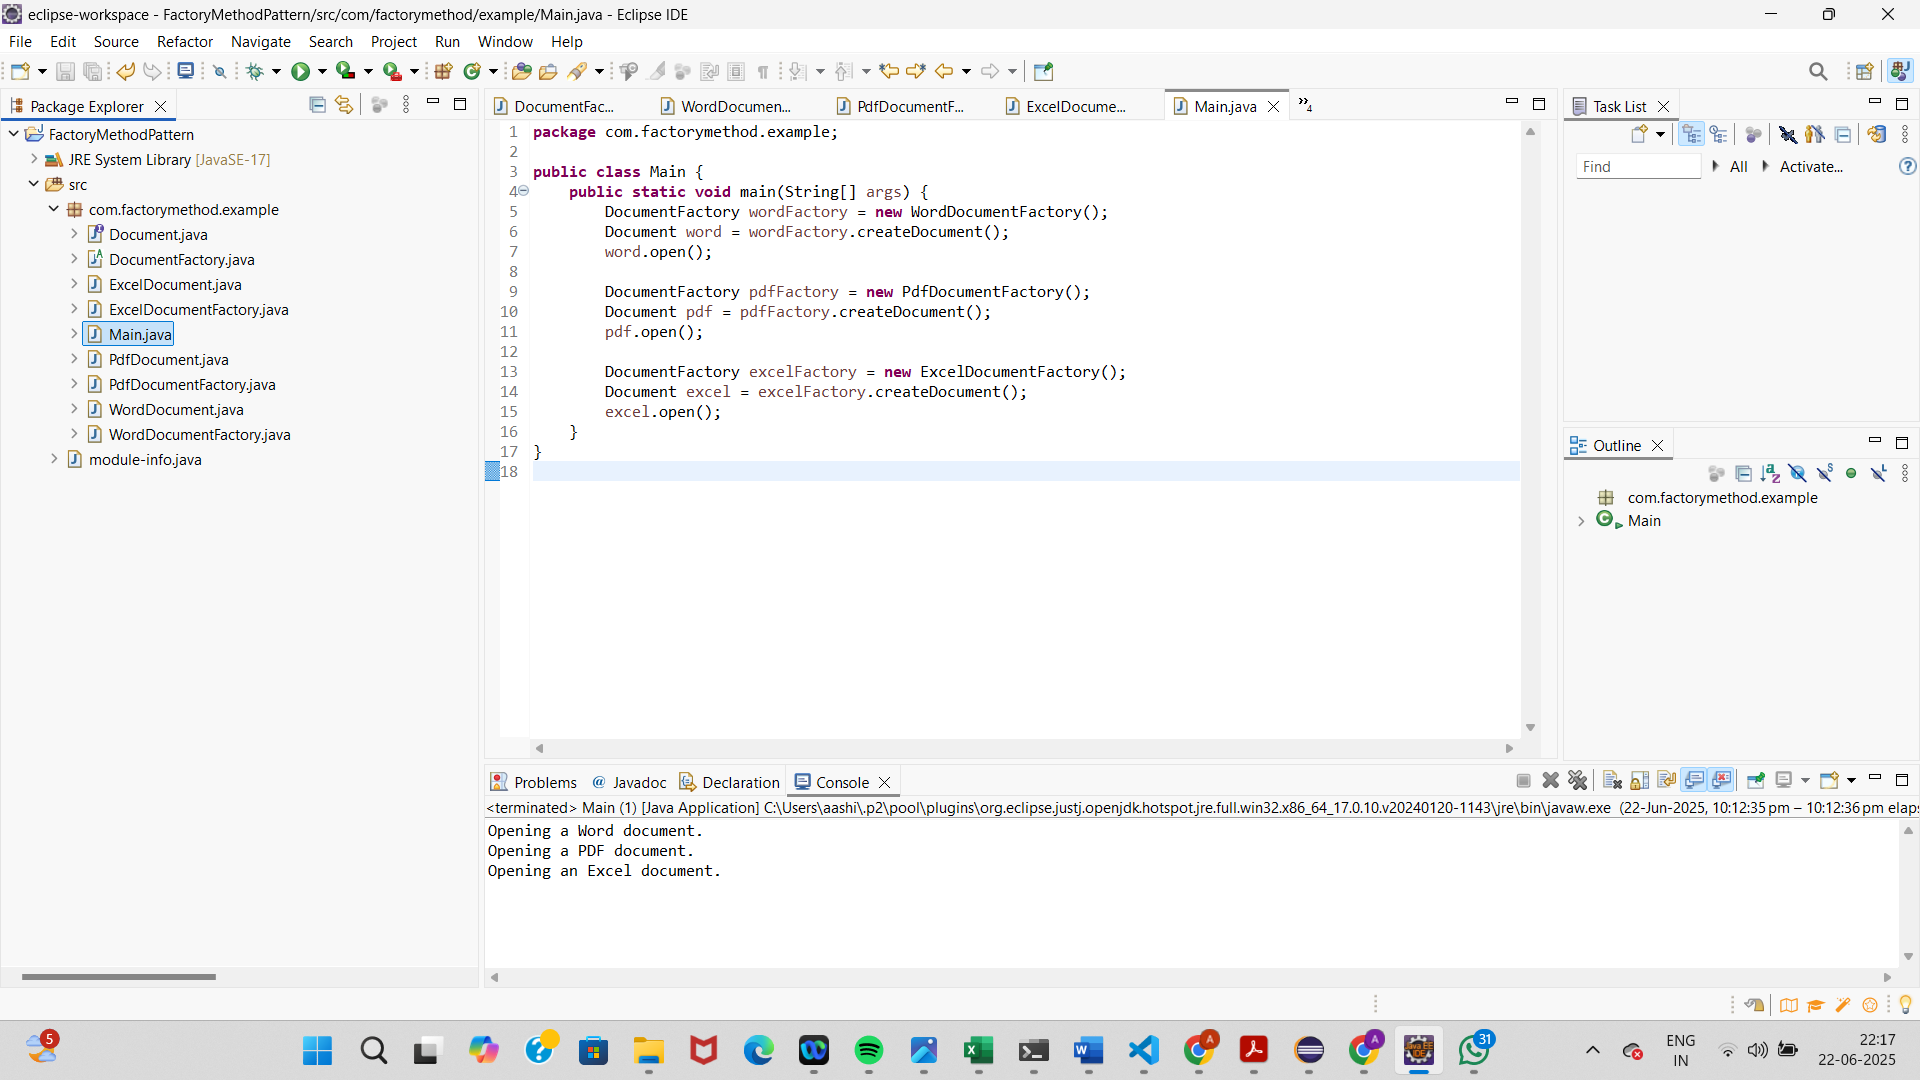 eclipse-workspace - FactoryMethodPattern/src/com/factorymethod/example/Main.java - Eclipse IDE
File Edit Source Refactor Navigate Search Project Run Window Help
Package Explorer
FactoryMethodPattern
JRE System Library [JavaSE-17]
src
com.factorymethod.example
Document.java
DocumentFactory.java
ExcelDocument.java
ExcelDocumentFactory.java
Main.java
PdfDocument.java
PdfDocumentFactory.java
WordDocument.java
WordDocumentFactory.java
module-info.java
DocumentFac... WordDocumen... PdfDocumentF... ExcelDocume... Main.java »4
1 package com.factorymethod.example;
2
3 public class Main {
4 public static void main(String[] args) {
5 DocumentFactory wordFactory = new WordDocumentFactory();
6 Document word = wordFactory.createDocument();
7 word.open();
8
9 DocumentFactory pdfFactory = new PdfDocumentFactory();
10 Document pdf = pdfFactory.createDocument();
11 pdf.open();
12
13 DocumentFactory excelFactory = new ExcelDocumentFactory();
14 Document excel = excelFactory.createDocument();
15 excel.open();
16 }
17 }
18
Task List
Find All Activate...
Outline
com.factorymethod.example
Main
Problems Javadoc Declaration Console
<terminated> Main (1) [Java Application] C:\Users\aashi\.p2\pool\plugins\org.eclipse.justj.openjdk.hotspot.jre.full.win32.x86_64_17.0.10.v20240120-1143\jre\bin\javaw.exe (22-Jun-2025, 10:12:35 pm – 10:12:36 pm elaps
Opening a Word document.
Opening a PDF document.
Opening an Excel document.
5
A
A
31
ENG
IN
22:17
22-06-2025